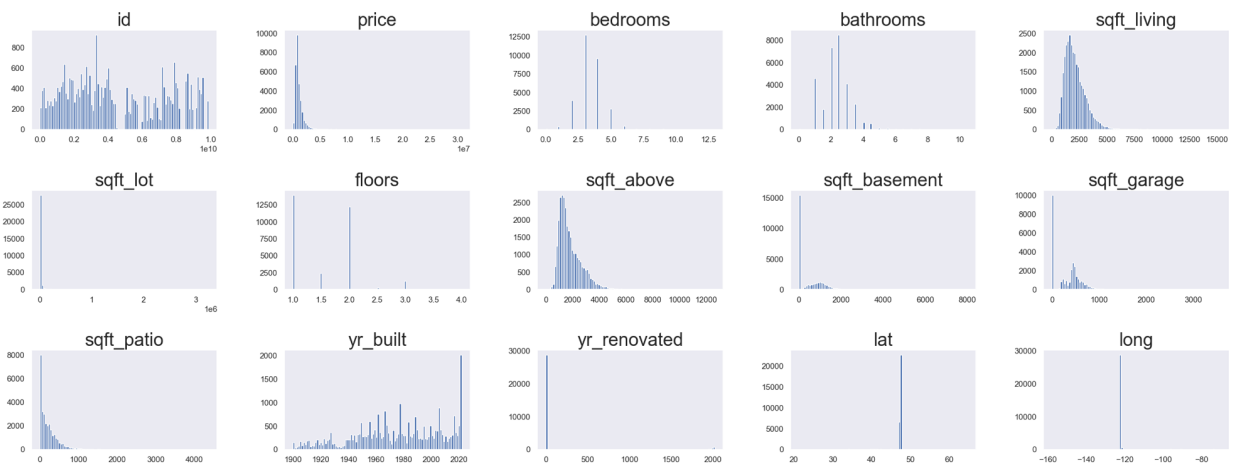 id price bedrooms bathrooms sqft_living
800 600 400 200 0
0.0 0.2 0.4 0.6 0.8 1.0
1e10
10000 8000 6000 4000 2000 0
0.0 0.5 1.0 1.5 2.0 2.5 3.0
1e7
12500 10000 7500 5000 2500 0
0.0 2.5 5.0 7.5 10.0 12.5
8000 6000 4000 2000 0
0 2 4 6 8 10
2500 2000 1500 1000 500 0
0 2500 5000 7500 10000 12500 15000
sqft_lot floors sqft_above sqft_basement sqft_garage
25000 20000 15000 10000 5000 0
0 1 2 3
1e6
12500 10000 7500 5000 2500 0
1.0 1.5 2.0 2.5 3.0 3.5 4.0
2500 2000 1500 1000 500 0
0 2000 4000 6000 8000 10000 12000
15000 10000 5000 0
0 2000 4000 6000 8000
10000 8000 6000 4000 2000 0
0 1000 2000 3000
sqft_patio yr_built yr_renovated lat long
8000 6000 4000 2000 0
0 1000 2000 3000 4000
2000 1500 1000 500 0
1900 1920 1940 1960 1980 2000 2020
30000 20000 10000 0
0 500 1000 1500 2000
20000 15000 10000 5000 0
20 30 40 50 60
30000 20000 10000 0
−160 −140 −120 −100 −80